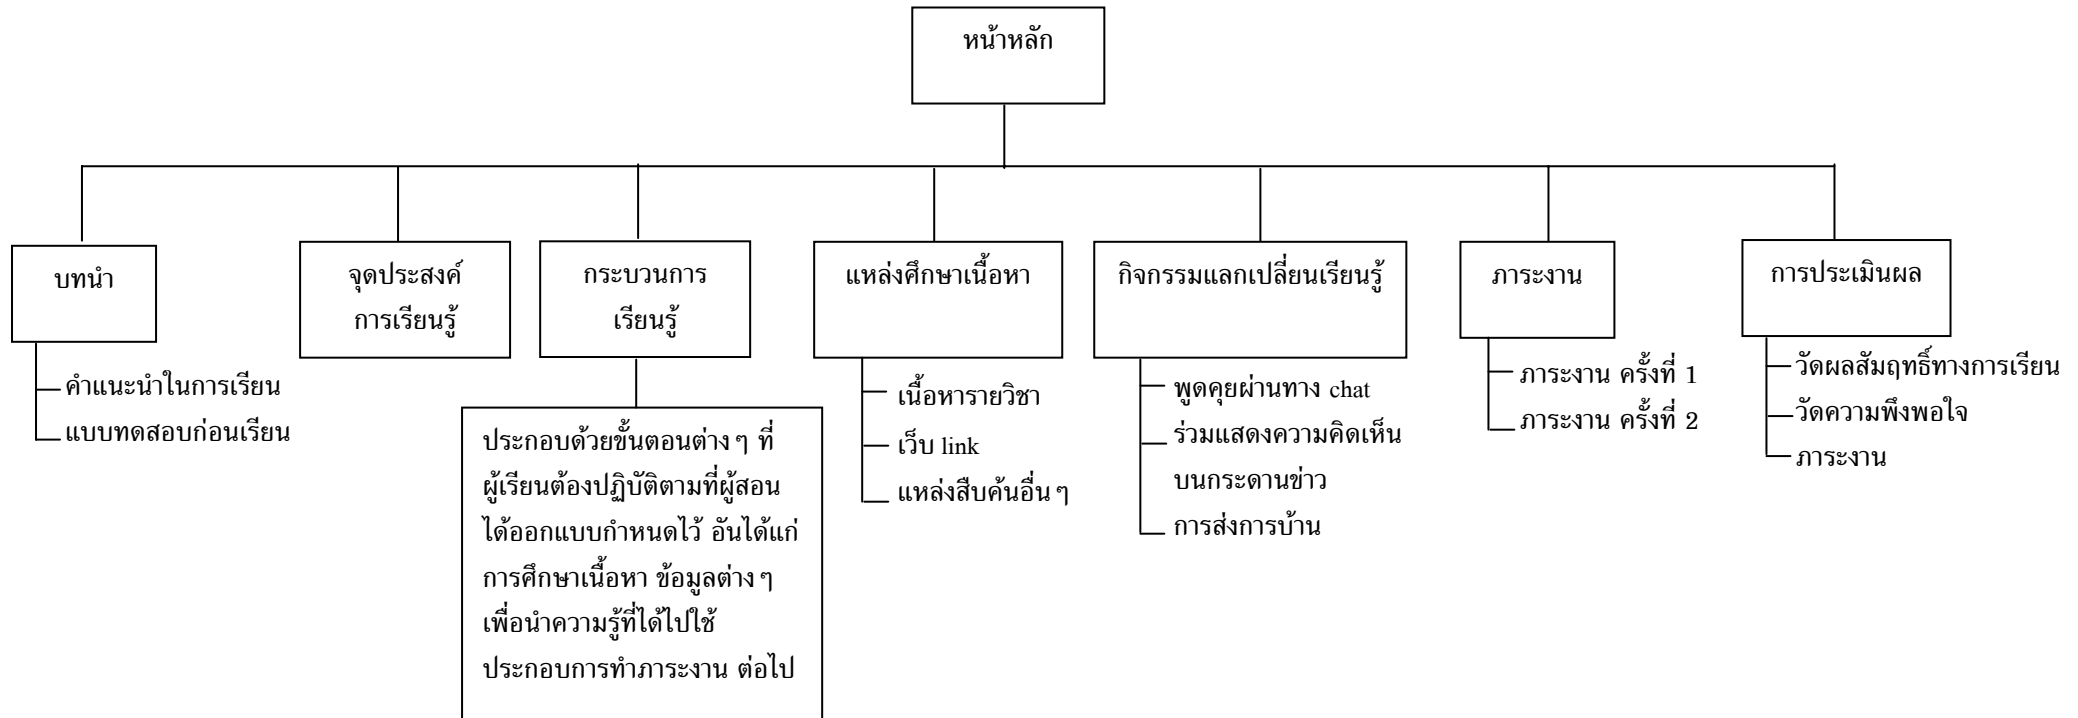 หน้าหลัก
บทนำ
คำแนะนำในการเรียน
แบบทดสอบก่อนเรียน
จุดประสงค์
การเรียนรู้
กระบวนการ
เรียนรู้
ประกอบด้วยขั้นตอนต่าง ๆ ที่
ผู้เรียนต้องปฏิบัติตามที่ผู้สอน
ได้ออกแบบกำหนดไว้ อันได้แก่
การศึกษาเนื้อหา ข้อมูลต่าง ๆ
เพื่อนำความรู้ที่ได้ไปใช้
ประกอบการทำภาระงาน ต่อไป
แหล่งศึกษาเนื้อหา
เนื้อหารายวิชา
เว็บ link
แหล่งสืบค้นอื่น ๆ
กิจกรรมแลกเปลี่ยนเรียนรู้
พูดคุยผ่านทาง chat
ร่วมแสดงความคิดเห็น
บนกระดานข่าว
การส่งการบ้าน
ภาระงาน
ภาระงาน ครั้งที่ 1
ภาระงาน ครั้งที่ 2
การประเมินผล
วัดผลสัมฤทธิ์ทางการเรียน
วัดความพึงพอใจ
ภาระงาน